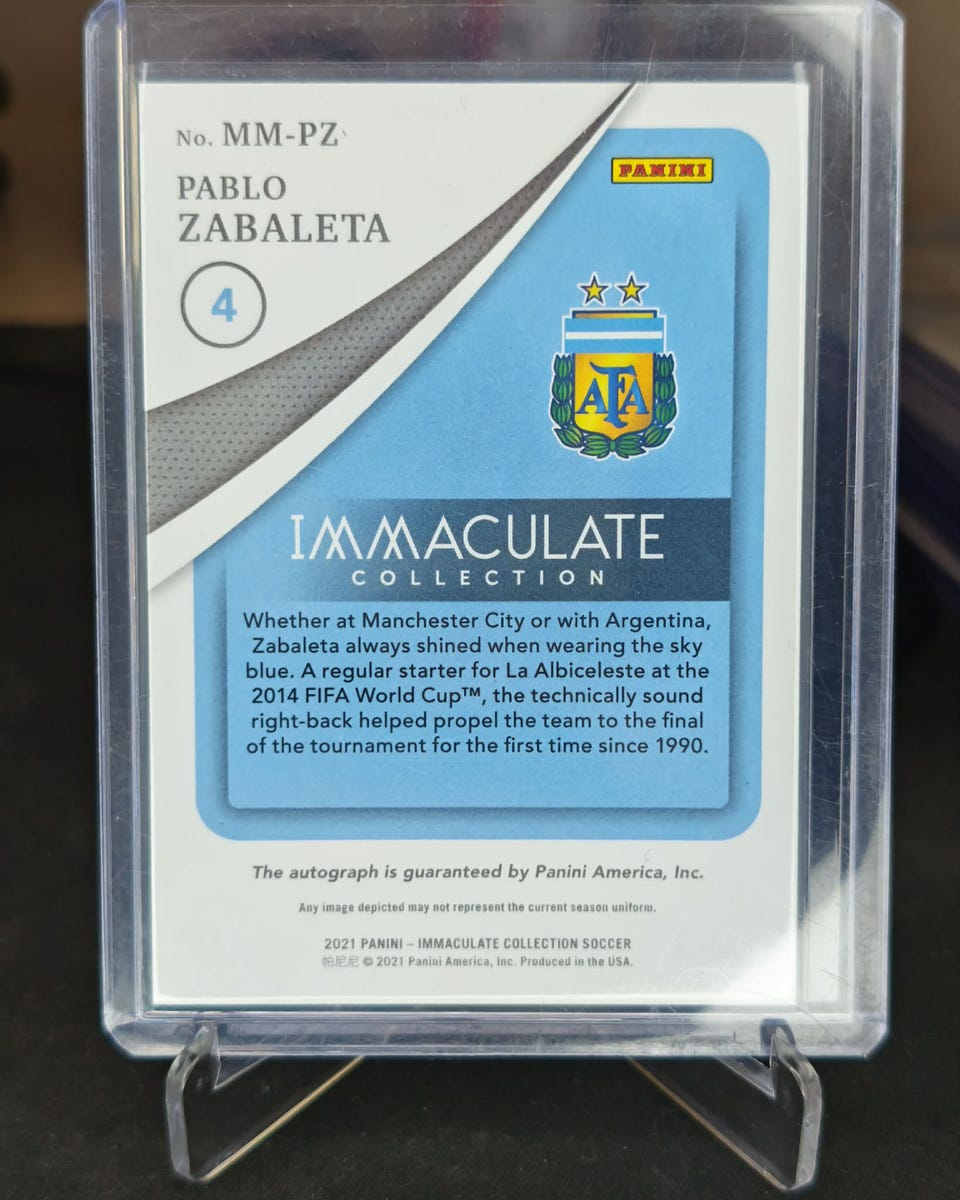 No. MM-PZ
PABLO
ZABALETA
4
PANINI
AFA
IMMACULATE
COLLECTION
Whether at Manchester City or with Argentina,
Zabaleta always shined when wearing the sky
blue. A regular starter for La Albiceleste at the
2014 FIFA World Cup™, the technically sound
right-back helped propel the team to the final
of the tournament for the first time since 1990.
The autograph is guaranteed by Panini America, Inc.
Any image depicted may not represent the current season uniform.
2021 PANINI – IMMACULATE COLLECTION SOCCER
帕尼尼 © 2021 Panini America, Inc. Produced in the USA.